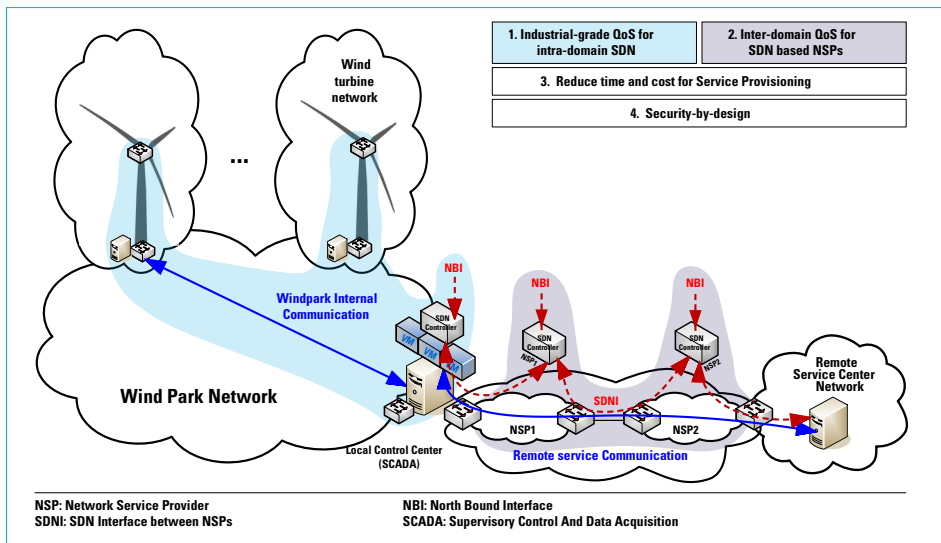 1. Industrial-grade QoS for
intra-domain SDN
2. Inter-domain QoS for
SDN based NSPs
3. Reduce time and cost for Service Provisioning
4. Security-by-design
Wind
turbine
network
...
NBI
NBI
NBI
Windpark Internal
Communication
SDN
Controller
SDN
Controller
NSP1
SDN
Controller
NSP2
VM
VM
VM
Remote
Service Center
Network
Wind Park Network
SDNI
NSP1
NSP2
Local Control Center
(SCADA)
Remote service Communication
NSP: Network Service Provider
SDNI: SDN Interface between NSPs
NBI: North Bound Interface
SCADA: Supervisory Control And Data Acquisition